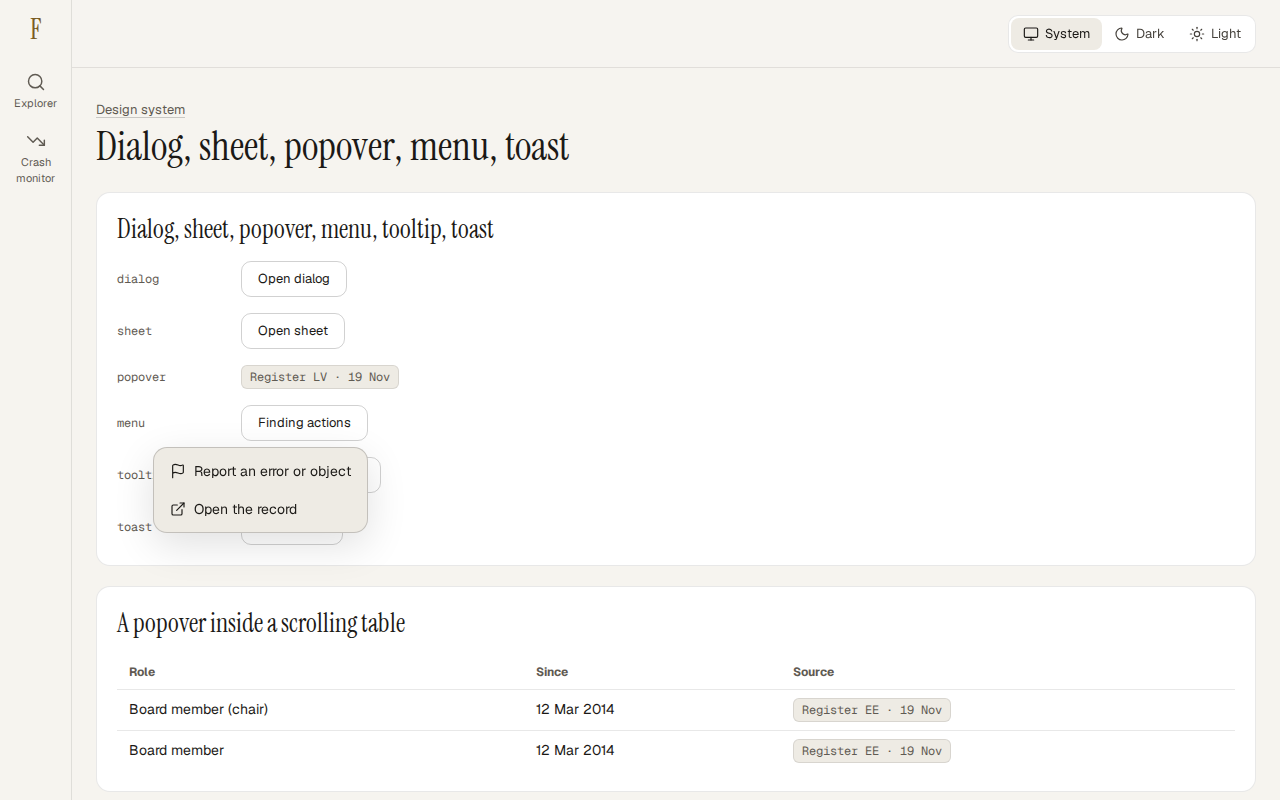 F
System
Dark
Light
Explorer
Crash
monitor
Design system
Dialog, sheet, popover, menu, toast
Dialog, sheet, popover, menu, tooltip, toast
dialog
Open dialog
sheet
Open sheet
popover
Register LV · 19 Nov
menu
Finding actions
toolt
Report an error or object
Open the record
toast
A popover inside a scrolling table
Role Since Source
Board member (chair) 12 Mar 2014 Register EE · 19 Nov
Board member 12 Mar 2014 Register EE · 19 Nov